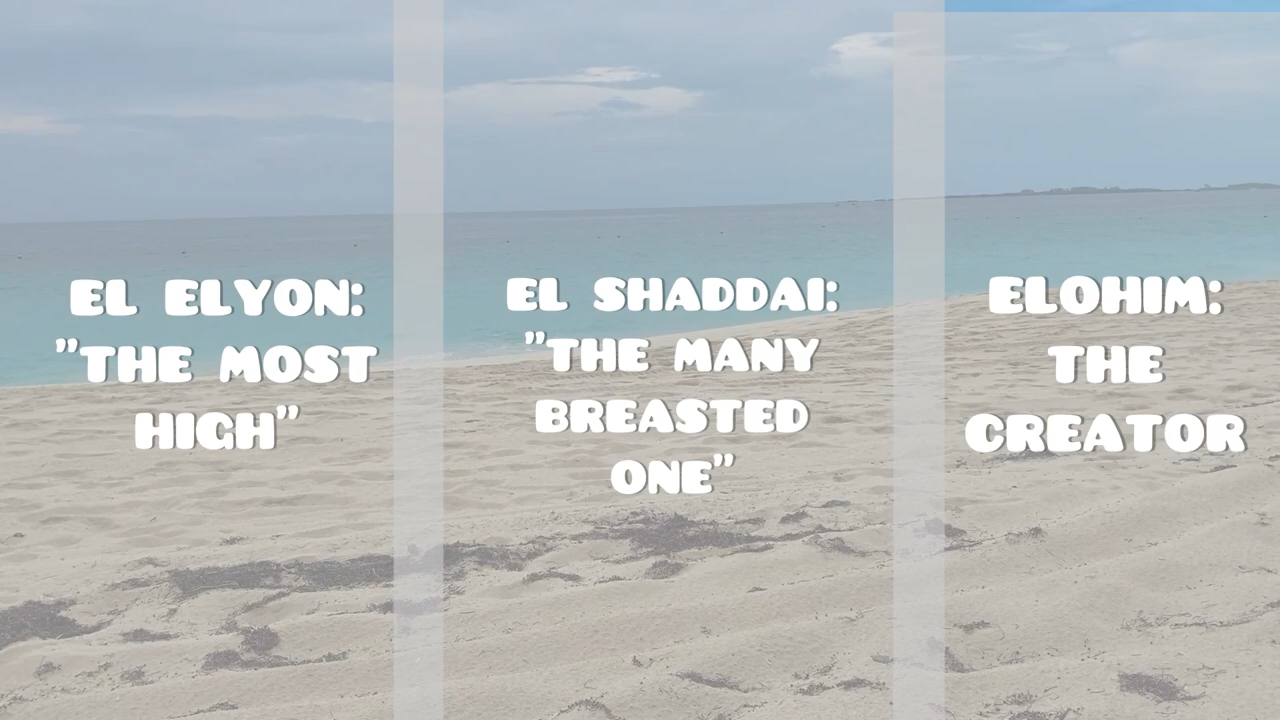 EL ELYON:
"THE MOST
HIGH"
EL SHADDAI:
"THE MANY
BREASTED
ONE"
ELOHIM:
THE
CREATOR